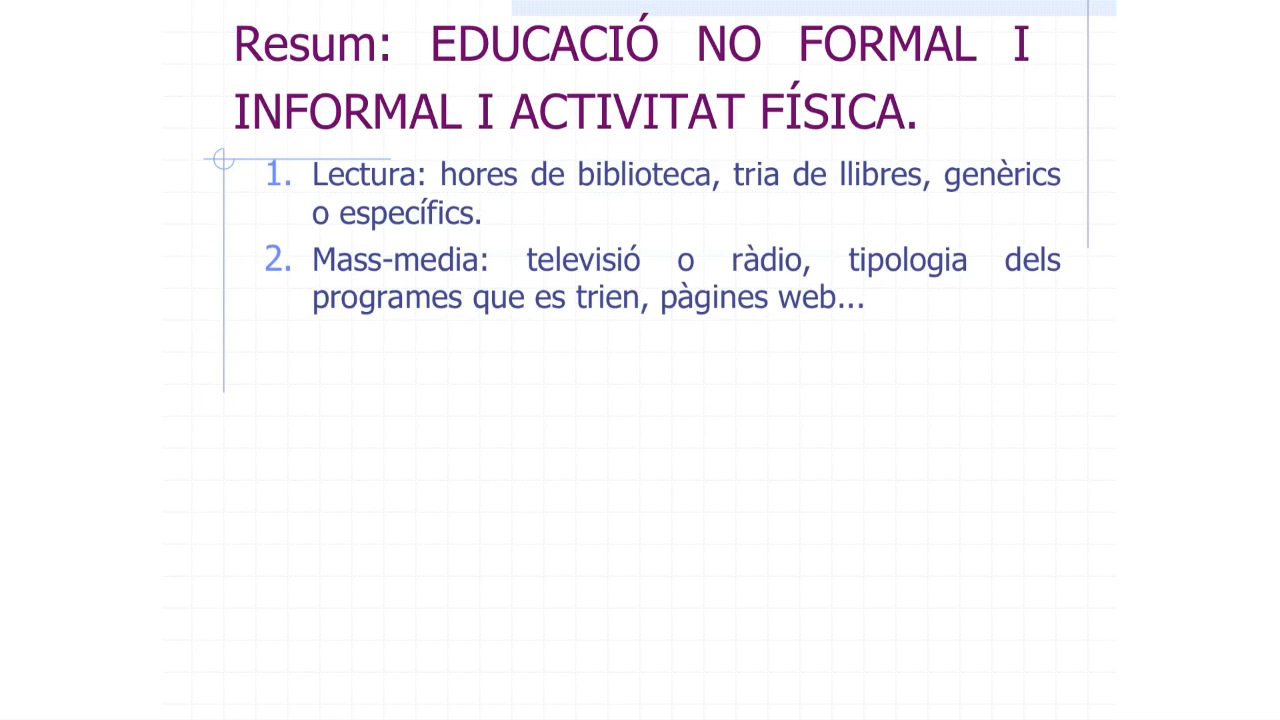 Resum: EDUCACIÓ NO FORMAL I
INFORMAL I ACTIVITAT FÍSICA.
1. Lectura: hores de biblioteca, tria de llibres, genèrics
o específics.
2. Mass-media: televisió o ràdio, tipologia dels
programes que es trien, pàgines web...